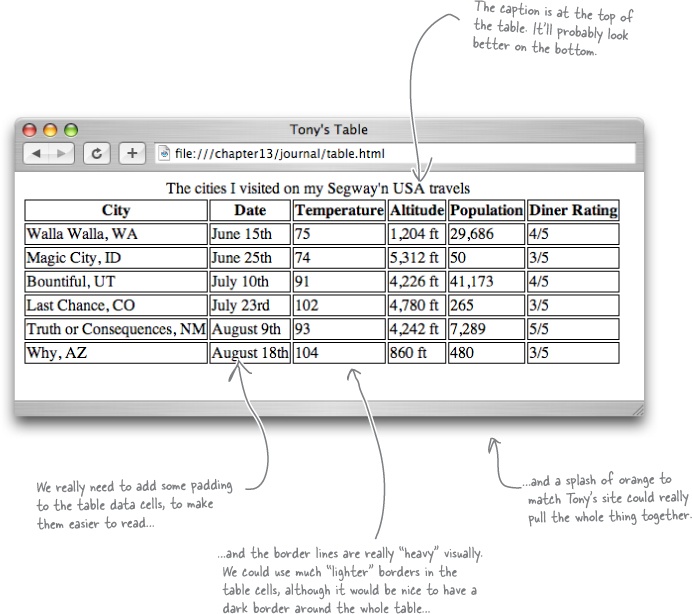 The caption is at the top of
the table. It'll probably look
better on the bottom.
Tony's Table
file:///chapter13/journal/table.html
The cities I visited on my Segway'n USA travels
City Date Temperature Altitude Population Diner Rating
Walla Walla, WA June 15th 75 1,204 ft 29,686 4/5
Magic City, ID June 25th 74 5,312 ft 50 3/5
Bountiful, UT July 10th 91 4,226 ft 41,173 4/5
Last Chance, CO July 23rd 102 4,780 ft 265 3/5
Truth or Consequences, NM August 9th 93 4,242 ft 7,289 5/5
Why, AZ August 18th 104 860 ft 480 3/5
We really need to add some padding
to the table data cells, to make
them easier to read...
...and the border lines are really "heavy" visually.
We could use much "lighter" borders in the
table cells, although it would be nice to have a
dark border around the whole table...
...and a splash of orange to
match Tony's site could really
pull the whole thing together.